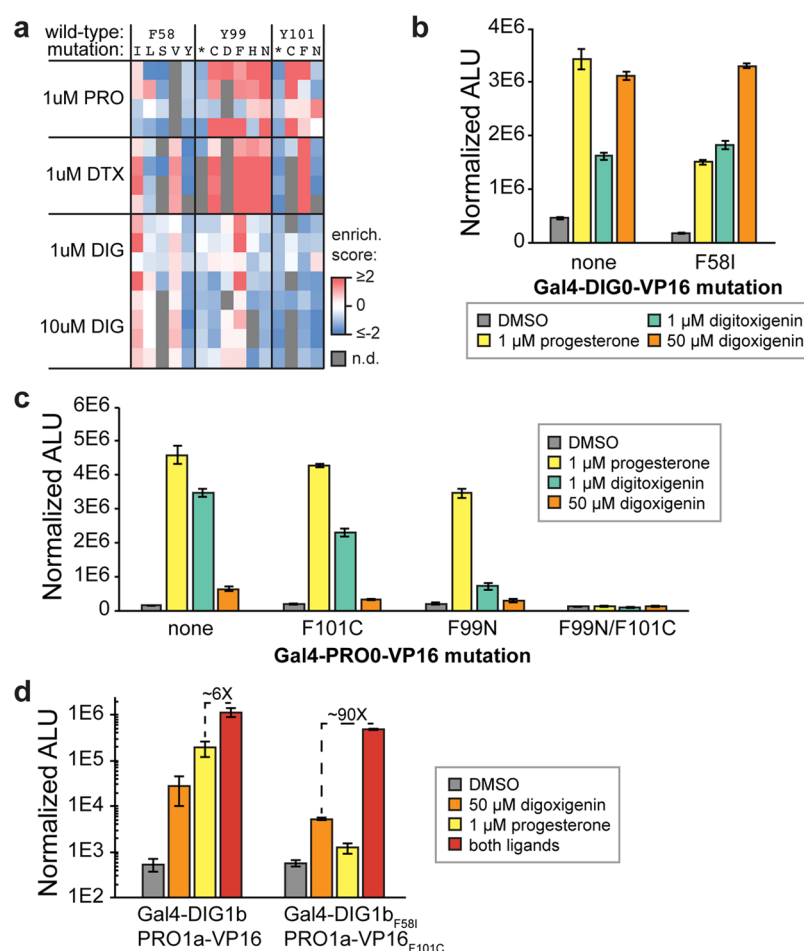 a
wild-type: F58 Y99 Y101
mutation: I L S V Y * C D F H N * C F N
1uM PRO
1uM DTX
1uM DIG
10uM DIG
enrich.
score:
≥2
0
≤-2
n.d.
b
Normalized ALU
4E6
3E6
2E6
1E6
0
none F58I
Gal4-DIG0-VP16 mutation
DMSO 1 μM digitoxigenin
1 μM progesterone 50 μM digoxigenin
c
Normalized ALU
6E6
5E6
4E6
3E6
2E6
1E6
0
none F101C F99N F99N/F101C
Gal4-PRO0-VP16 mutation
DMSO
1 μM progesterone
1 μM digitoxigenin
50 μM digoxigenin
d
Normalized ALU
1E6
1E5
1E4
1E3
1E2
~6X ~90X
Gal4-DIG1b Gal4-DIG1bF58I
PRO1a-VP16 PRO1a-VP16F101C
DMSO
50 μM digoxigenin
1 μM progesterone
both ligands